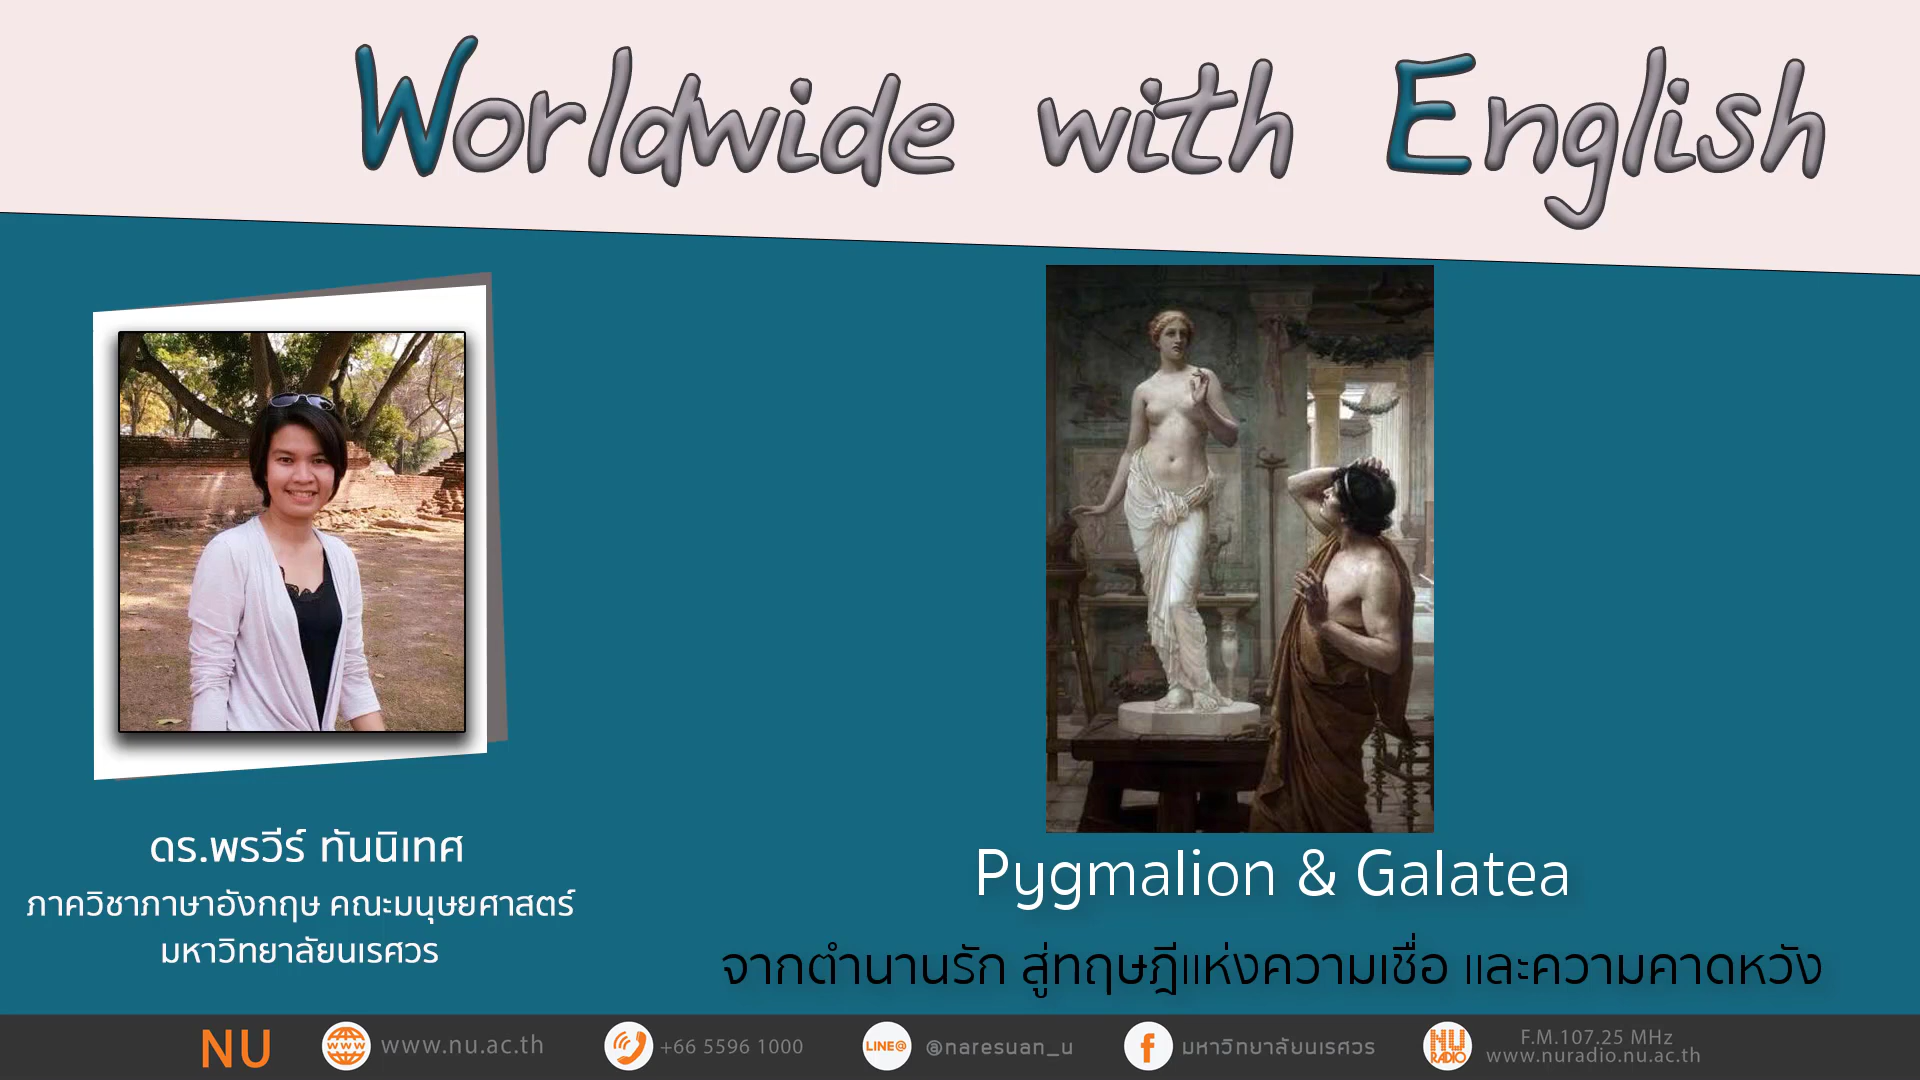 Worldwide with English
ดร.พรวีร์ ทันนิเทศ
ภาควิชาภาษาอังกฤษ คณะมนุษยศาสตร์
มหาวิทยาลัยนเรศวร
Pygmalion & Galatea
จากตำนานรัก สู่ทฤษฎีแห่งความเชื่อ และความคาดหวัง
NU
www
www.nu.ac.th
+66 5596 1000
LINE@
@naresuan_u
f
มหาวิทยาลัยนเรศวร
NU
RADIO
F.M.107.25 MHz
www.nuradio.nu.ac.th